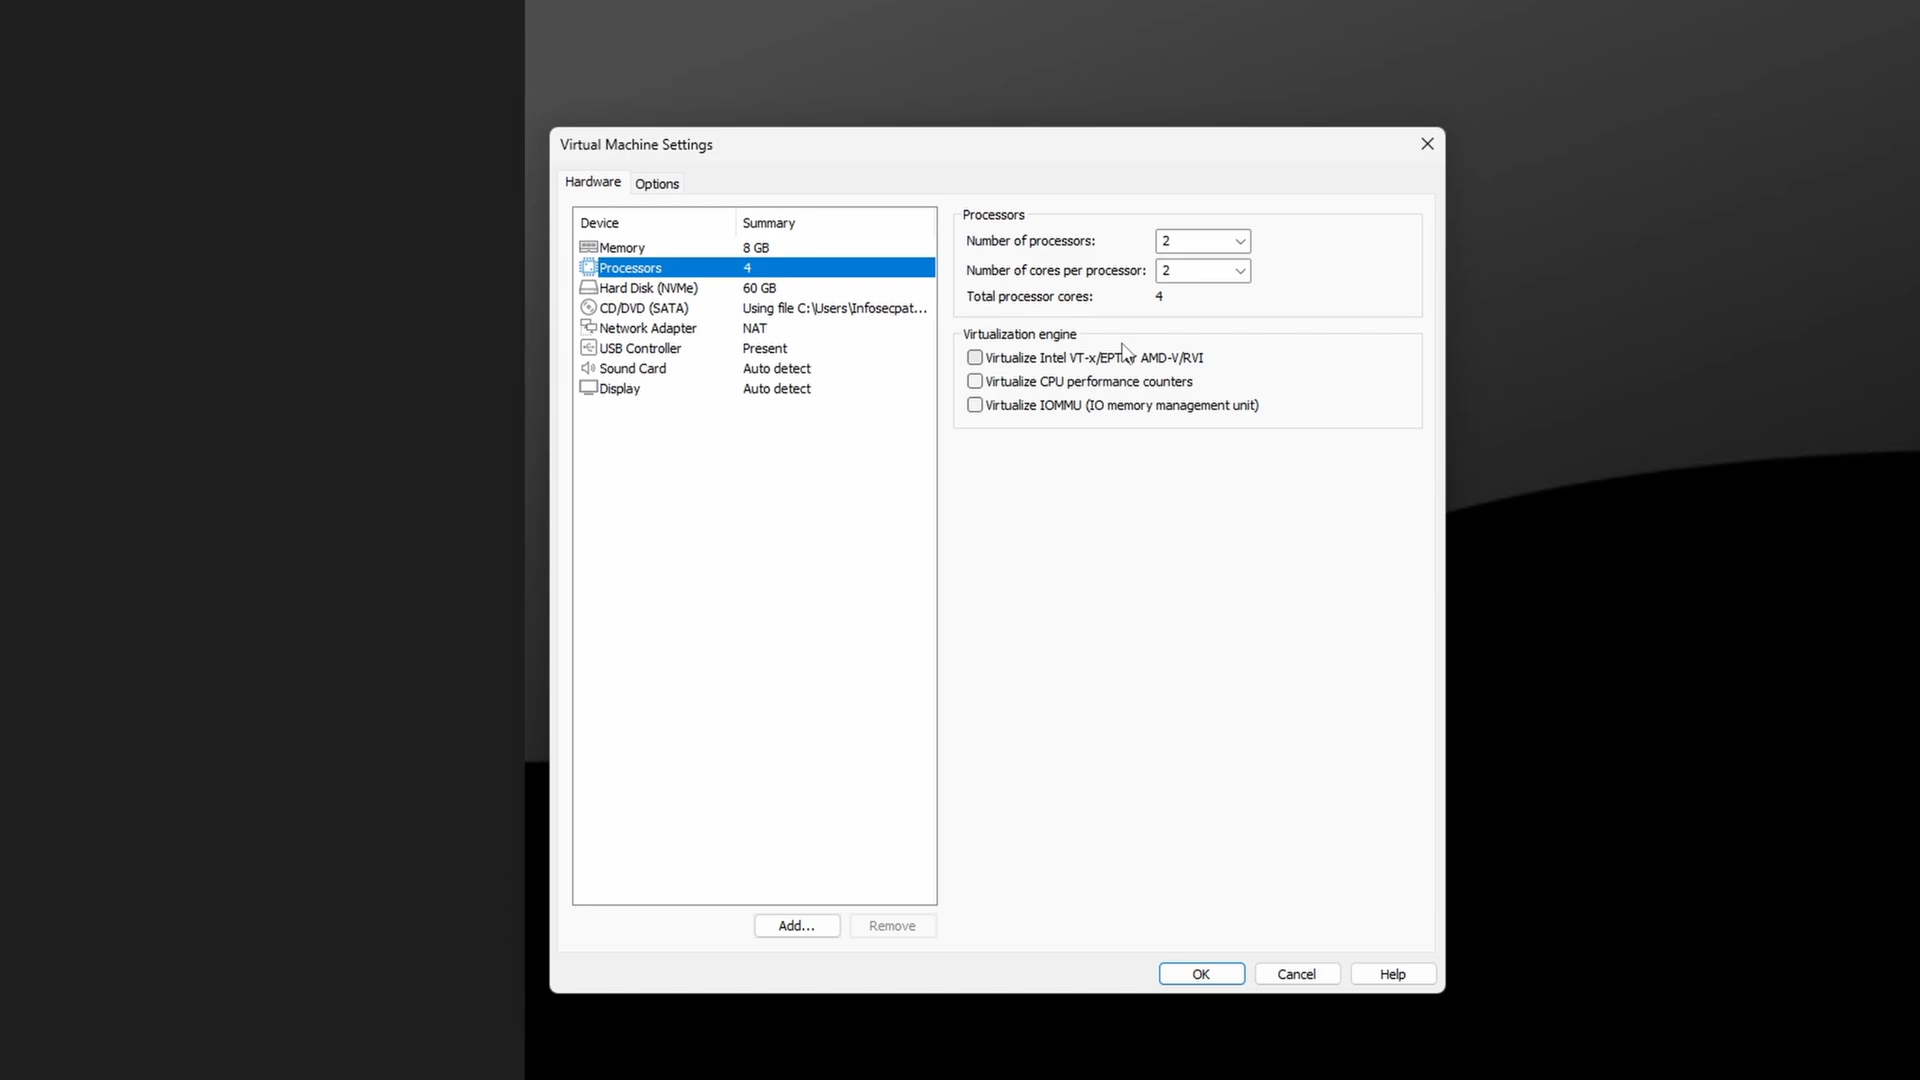 Virtual Machine Settings
Hardware Options
Device Summary
Memory 8 GB
Processors 4
Hard Disk (NVMe) 60 GB
CD/DVD (SATA) Using file C:\Users\Infosecpat...
Network Adapter NAT
USB Controller Present
Sound Card Auto detect
Display Auto detect
Add... Remove
Processors
Number of processors: 2
Number of cores per processor: 2
Total processor cores: 4
Virtualization engine
Virtualize Intel VT-x/EPT or AMD-V/RVI
Virtualize CPU performance counters
Virtualize IOMMU (IO memory management unit)
OK Cancel Help